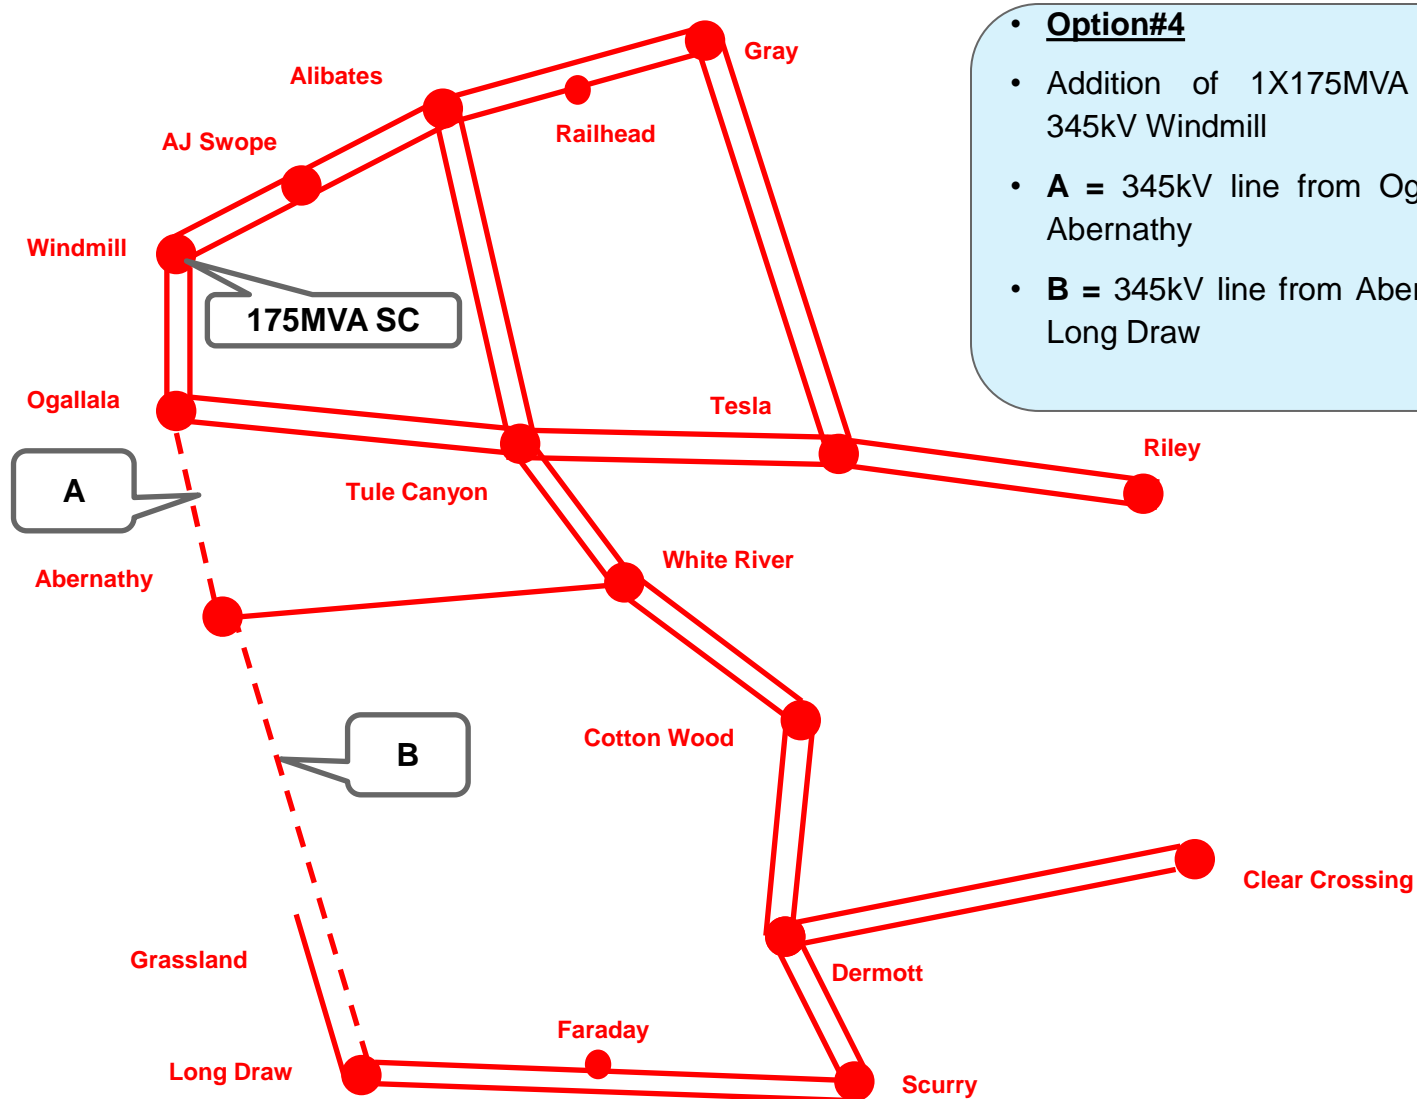 • Option#4
• Addition of 1X175MVA
345kV Windmill
• A = 345kV line from
Abernathy
• B = 345kV line from
Long Draw
Gray
Alibates
Railhead
AJ Swope
Windmill
175MVA SC
Ogallala
Tesla
Riley
A
Tule Canyon
White River
Abernathy
Cotton Wood
B
Clear Crossing
Grassland
Dermott
Faraday
Long Draw
Scurry